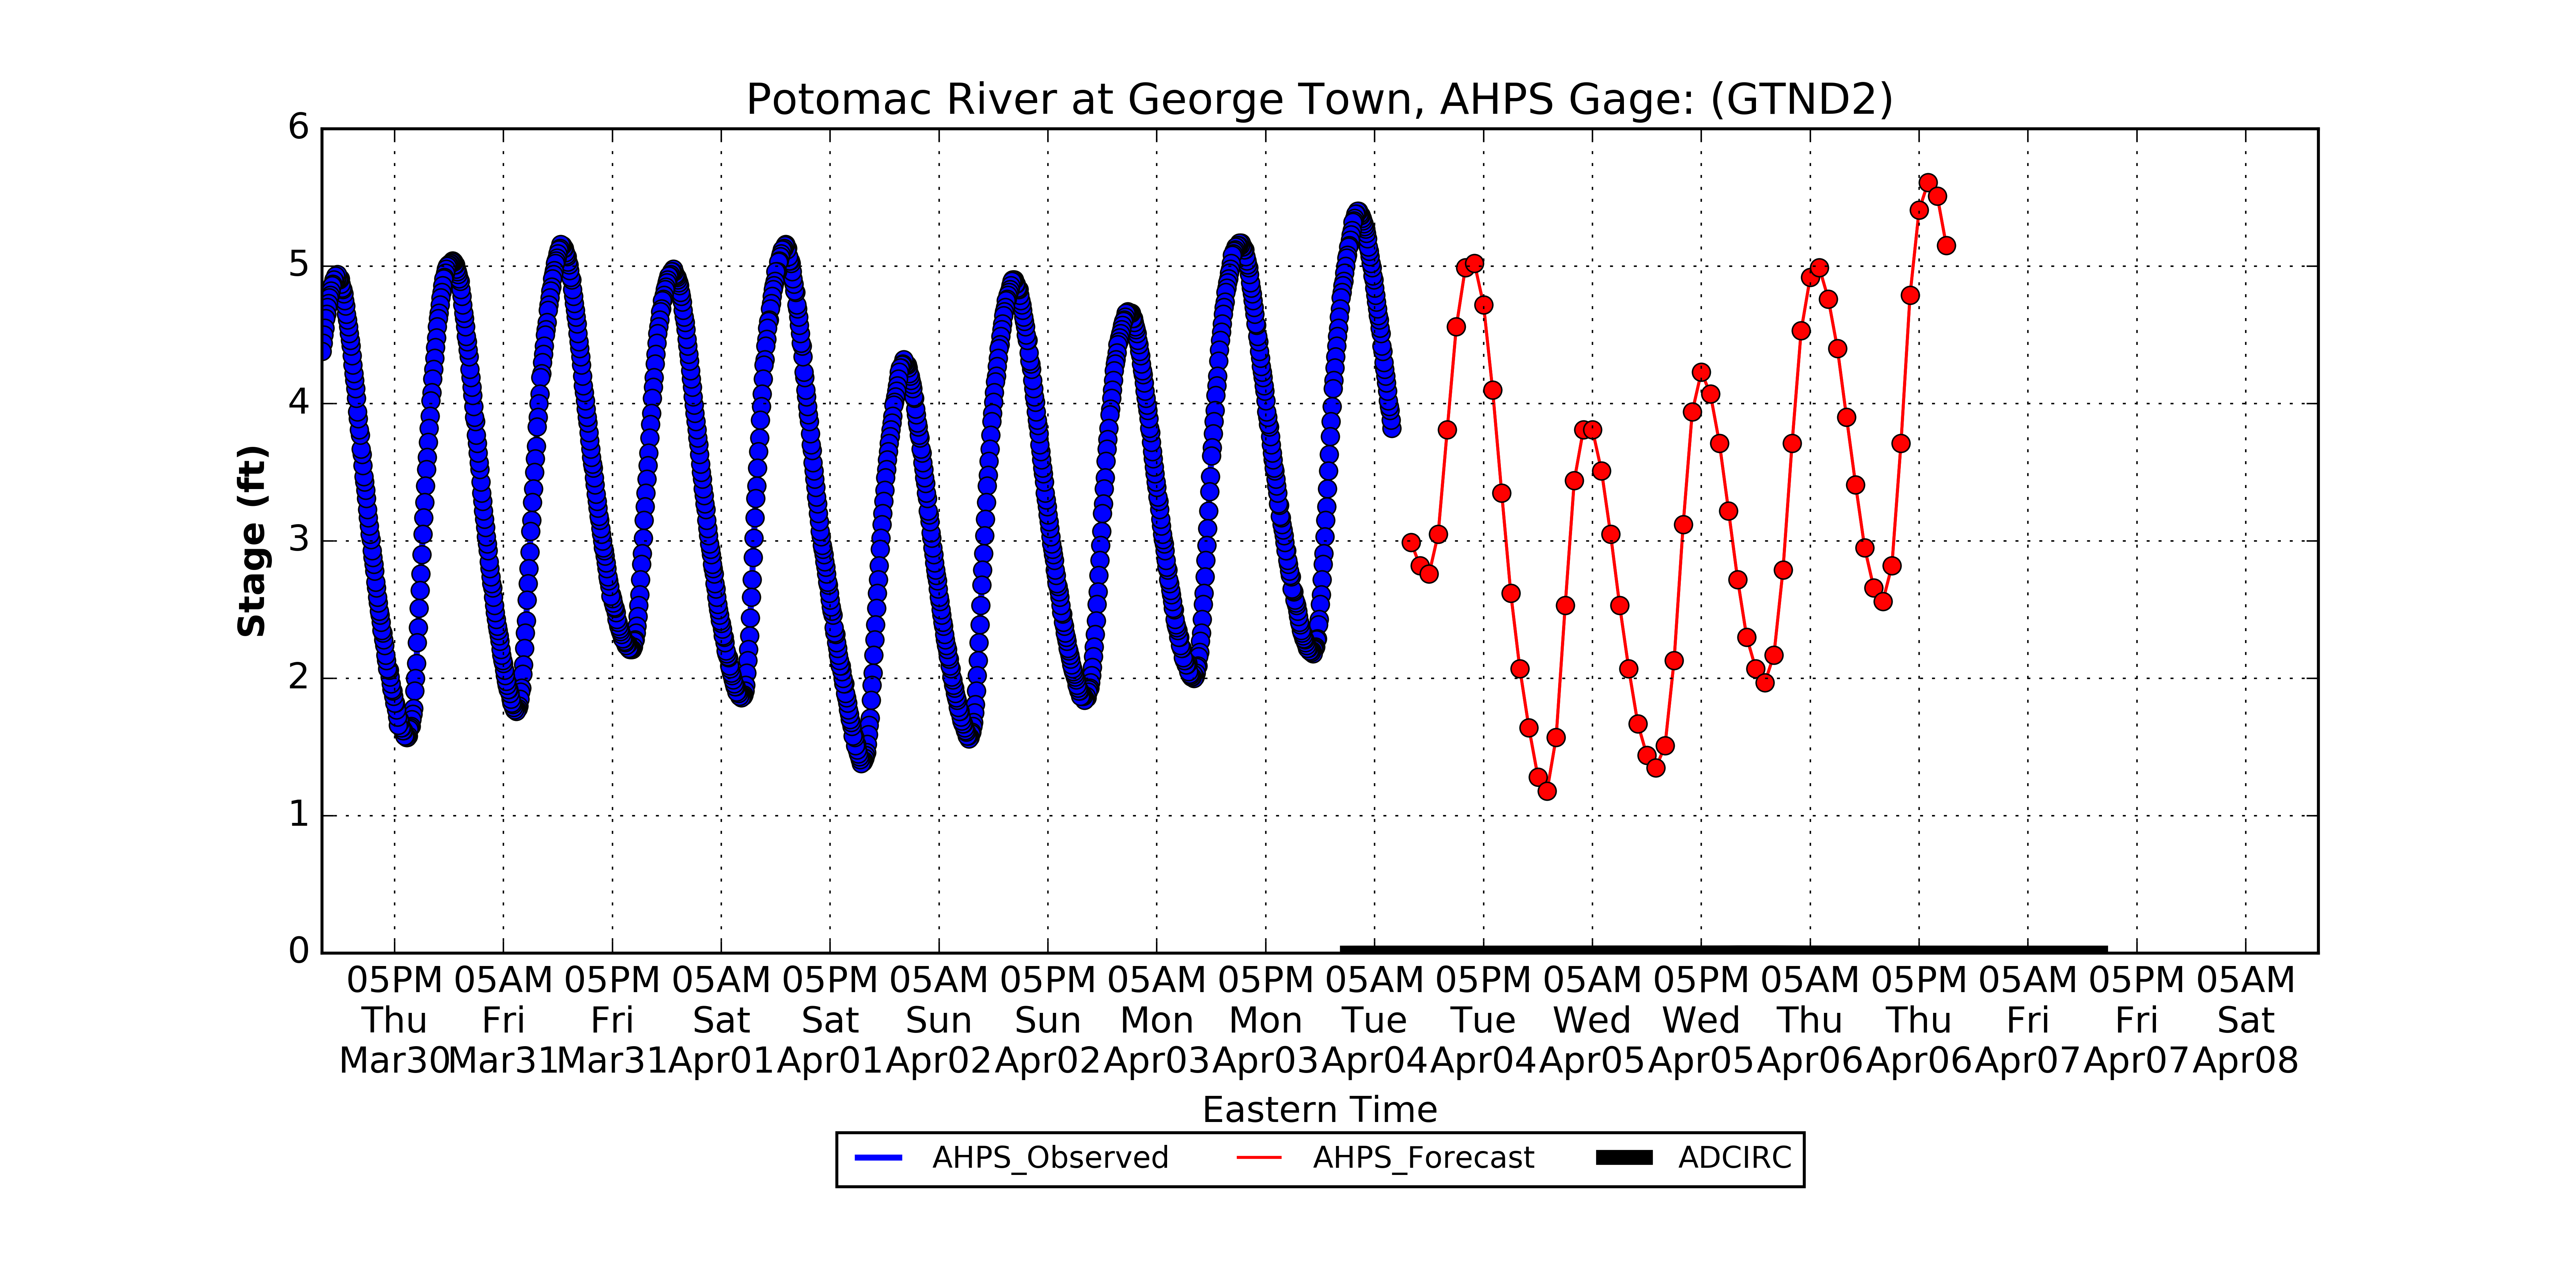 Potomac River at George Town, AHPS Gage: (GTND2)
Stage (ft)
6
5
4
3
2
1
0
05PM 05AM 05PM 05AM 05PM 05AM 05PM 05AM 05PM 05AM 05PM 05AM 05PM 05AM 05PM 05AM 05PM 05AM
Thu Fri Fri Sat Sat Sun Sun Mon Mon Tue Tue Wed Wed Thu Thu Fri Fri Sat
Mar30 Mar31 Mar31 Apr01 Apr01 Apr02 Apr02 Apr03 Apr03 Apr04 Apr04 Apr05 Apr05 Apr06 Apr06 Apr07 Apr07 Apr08
Eastern Time
AHPS_Observed AHPS_Forecast ADCIRC